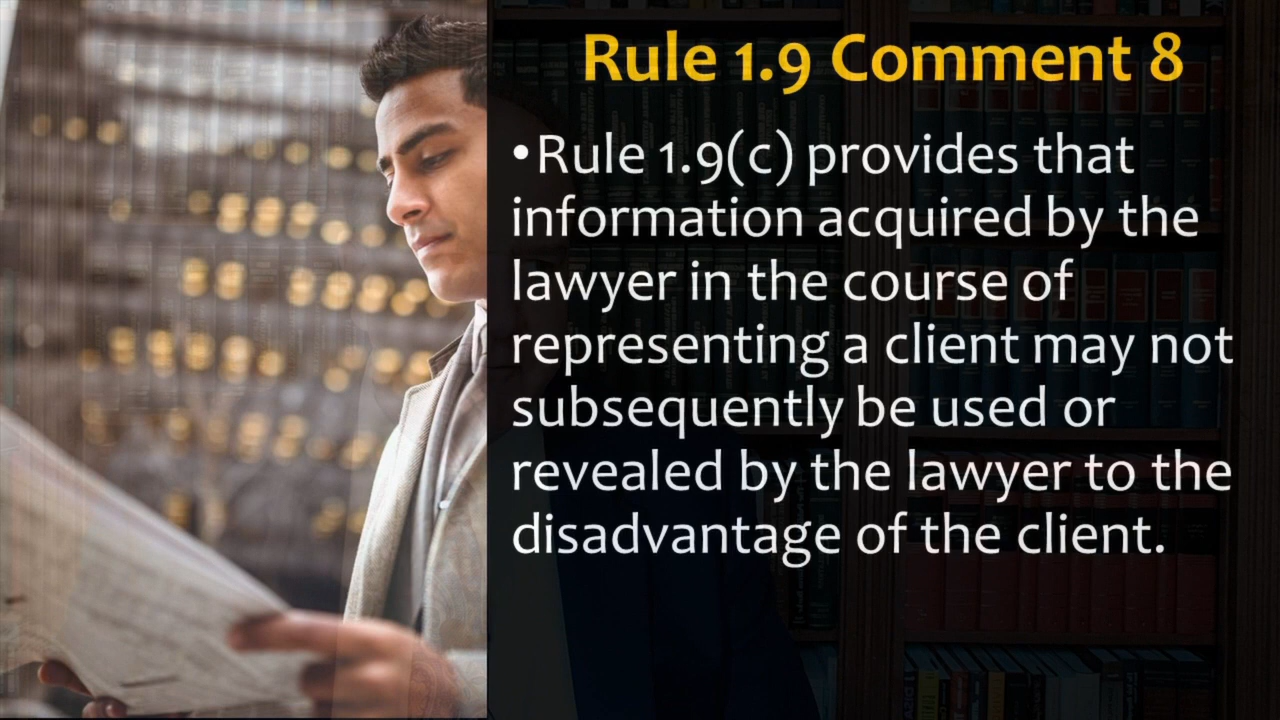 Rule 1.9 Comment 8
•Rule 1.9(c) provides that
information acquired by the
lawyer in the course of
representing a client may not
subsequently be used or
revealed by the lawyer to the
disadvantage of the client.